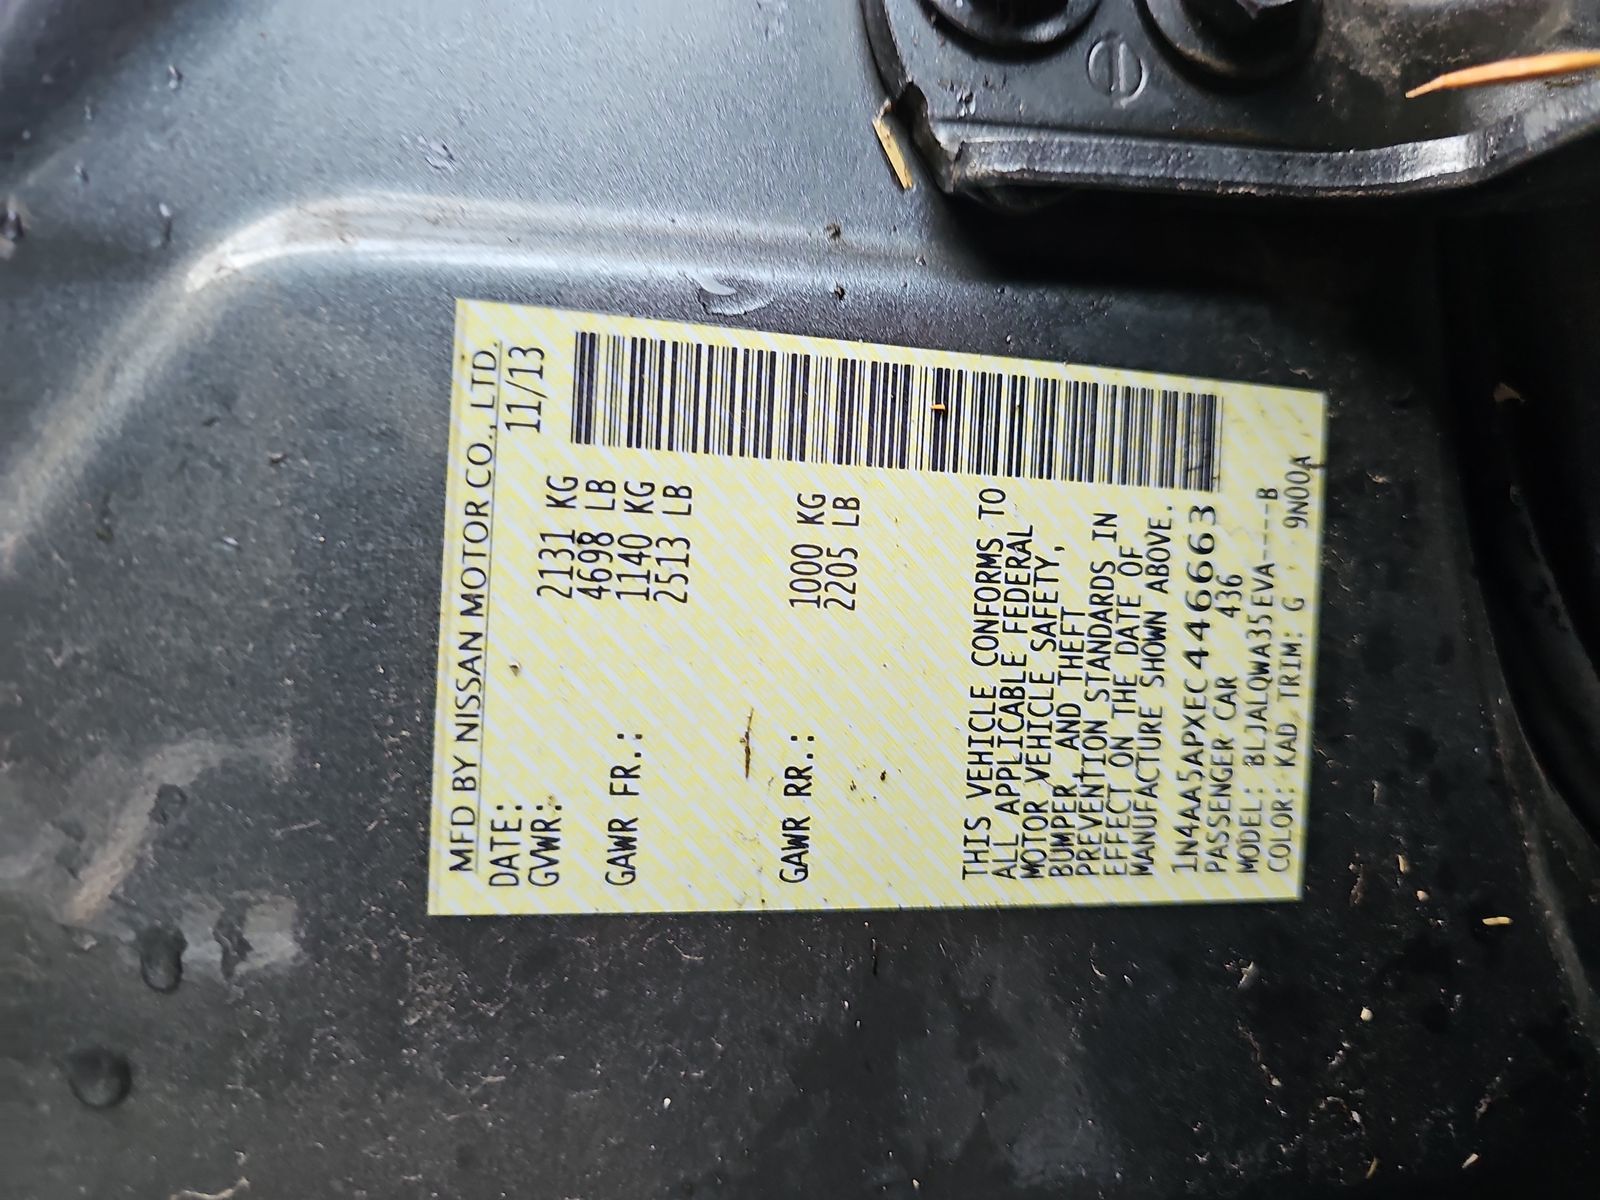 MFD BY NISSAN MOTOR CO., LTD.
DATE: 11/13
GVWR: 2131 KG
4698 LB
GAWR FR.: 1140 KG
2513 LB
GAWR RR.: 1000 KG
2205 LB
THIS VEHICLE CONFORMS TO
ALL APPLICABLE FEDERAL
MOTOR VEHICLE SAFETY,
BUMPER, AND THEFT
PREVENTION STANDARDS IN
EFFECT ON THE DATE OF
MANUFACTURE SHOWN ABOVE.
1N4AA5APXEC446663
PASSENGER CAR 436
MODEL: BLJALQWA35EVA----B
COLOR: KAD TRIM: G 9N00A